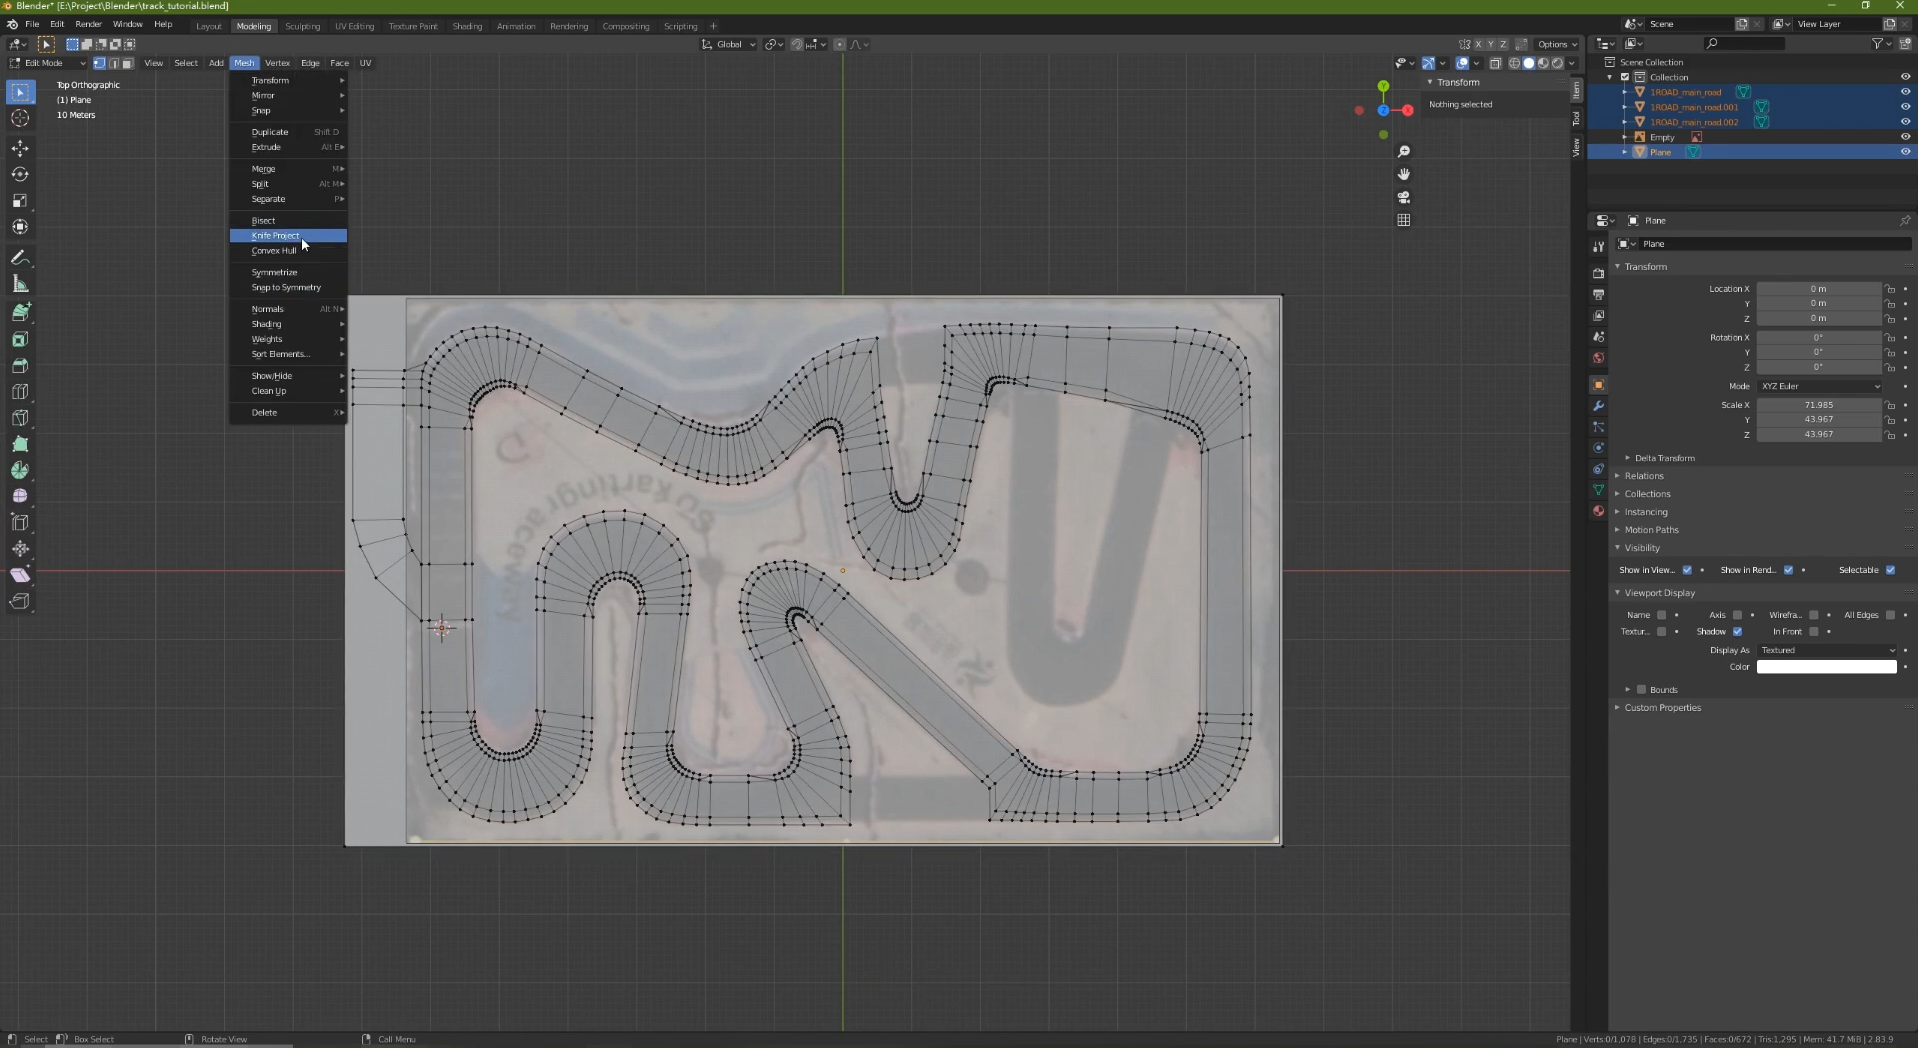 Blender* [E:\Project\Blender\track_tutorial.blend]
File Edit Render Window Help
Layout Modeling Sculpting UV Editing Texture Paint Shading Animation Rendering Compositing Scripting +
Scene
View Layer
Global
X Y Z
Options
Edit Mode
View Select Add Mesh Vertex Edge Face UV
Top Orthographic
(1) Plane
10 Meters
Transform
Mirror
Snap
Duplicate Shift D
Extrude Alt E
Merge M
Split Alt M
Separate P
Bisect
Knife Project
Convex Hull
Symmetrize
Snap to Symmetry
Normals Alt N
Shading
Weights
Sort Elements...
Show/Hide
Clean Up
Delete X
Transform
Nothing selected
Item
Tool
View
Scene Collection
Collection
1ROAD_main_road
1ROAD_main_road.001
1ROAD_main_road.002
Empty
Plane
Plane
Plane
Transform
Location X 0 m
Y 0 m
Z 0 m
Rotation X 0°
Y 0°
Z 0°
Mode XYZ Euler
Scale X 71.985
Y 43.967
Z 43.967
Delta Transform
Relations
Collections
Instancing
Motion Paths
Visibility
Show in View... Show in Rend... Selectable
Viewport Display
Name Axis Wirefra... All Edges
Textur... Shadow In Front
Display As Textured
Color
Bounds
Custom Properties
Select Box Select Rotate View Call Menu
Plane | Verts:0/1,078 | Edges:0/1,735 | Faces:0/672 | Tris:1,295 | Mem: 41.7 MiB | 2.83.9